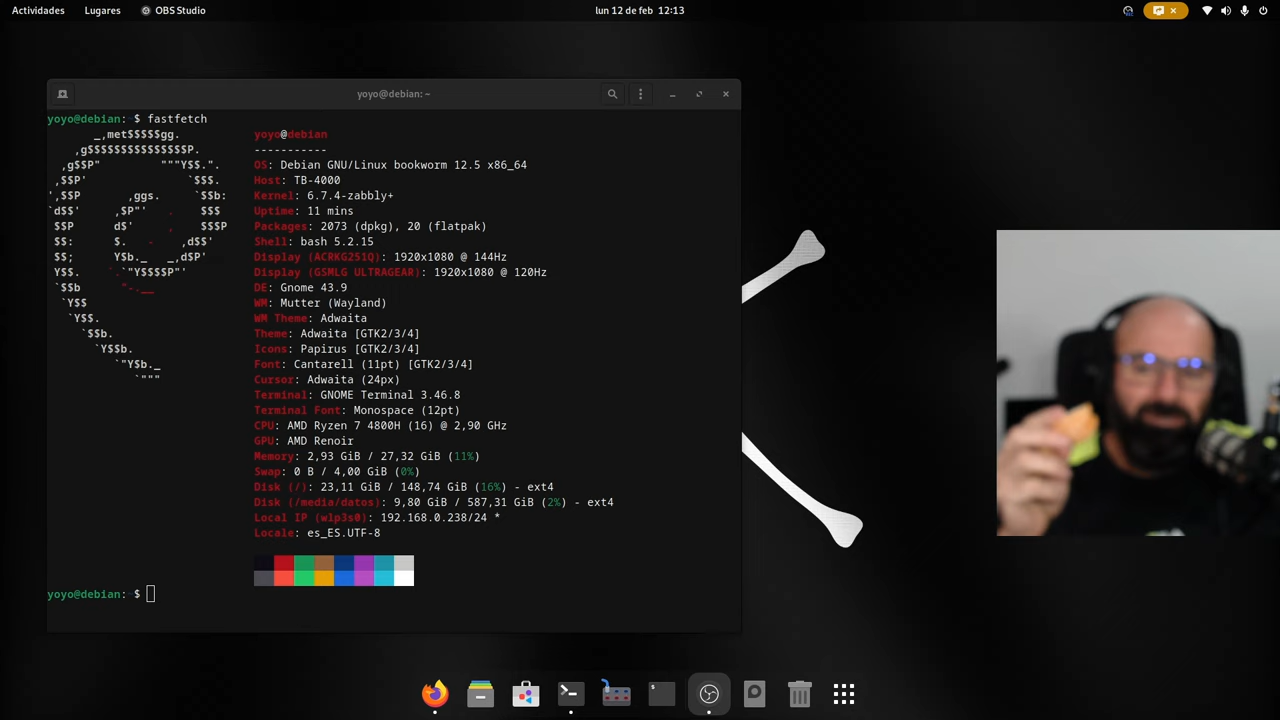 Actividades Lugares OBS Studio lun 12 de feb 12:13
yoyo@debian: ~
yoyo@debian:~$ fastfetch
_,met$$$$$gg. yoyo@debian
,g$$$$$$$$$$$$$$$P. -----------
,g$$P" """Y$$.". OS: Debian GNU/Linux bookworm 12.5 x86_64
,$$P' `$$$. Host: TB-4000
',$$P ,ggs. `$$b: Kernel: 6.7.4-zabbly+
`d$$' ,$P"' . $$$ Uptime: 11 mins
$$P d$' , $$$P Packages: 2073 (dpkg), 20 (flatpak)
$$: $. - ,d$$' Shell: bash 5.2.15
$$; Y$b._ _,d$P' Display (ACRKG251Q): 1920x1080 @ 144Hz
Y$$. `.`"Y$$$$P"' Display (GSMLG ULTRAGEAR): 1920x1080 @ 120Hz
`$$b "-.__ DE: Gnome 43.9
`Y$$ WM: Mutter (Wayland)
`Y$$. WM Theme: Adwaita
`$$b. Theme: Adwaita [GTK2/3/4]
`Y$$b. Icons: Papirus [GTK2/3/4]
`"Y$b._ Font: Cantarell (11pt) [GTK2/3/4]
`""" Cursor: Adwaita (24px)
Terminal: GNOME Terminal 3.46.8
Terminal Font: Monospace (12pt)
CPU: AMD Ryzen 7 4800H (16) @ 2,90 GHz
GPU: AMD Renoir
Memory: 2,93 GiB / 27,32 GiB (11%)
Swap: 0 B / 4,00 GiB (0%)
Disk (/): 23,11 GiB / 148,74 GiB (16%) - ext4
Disk (/media/datos): 9,80 GiB / 587,31 GiB (2%) - ext4
Local IP (wlp3s0): 192.168.0.238/24 *
Locale: es_ES.UTF-8
yoyo@debian:~$